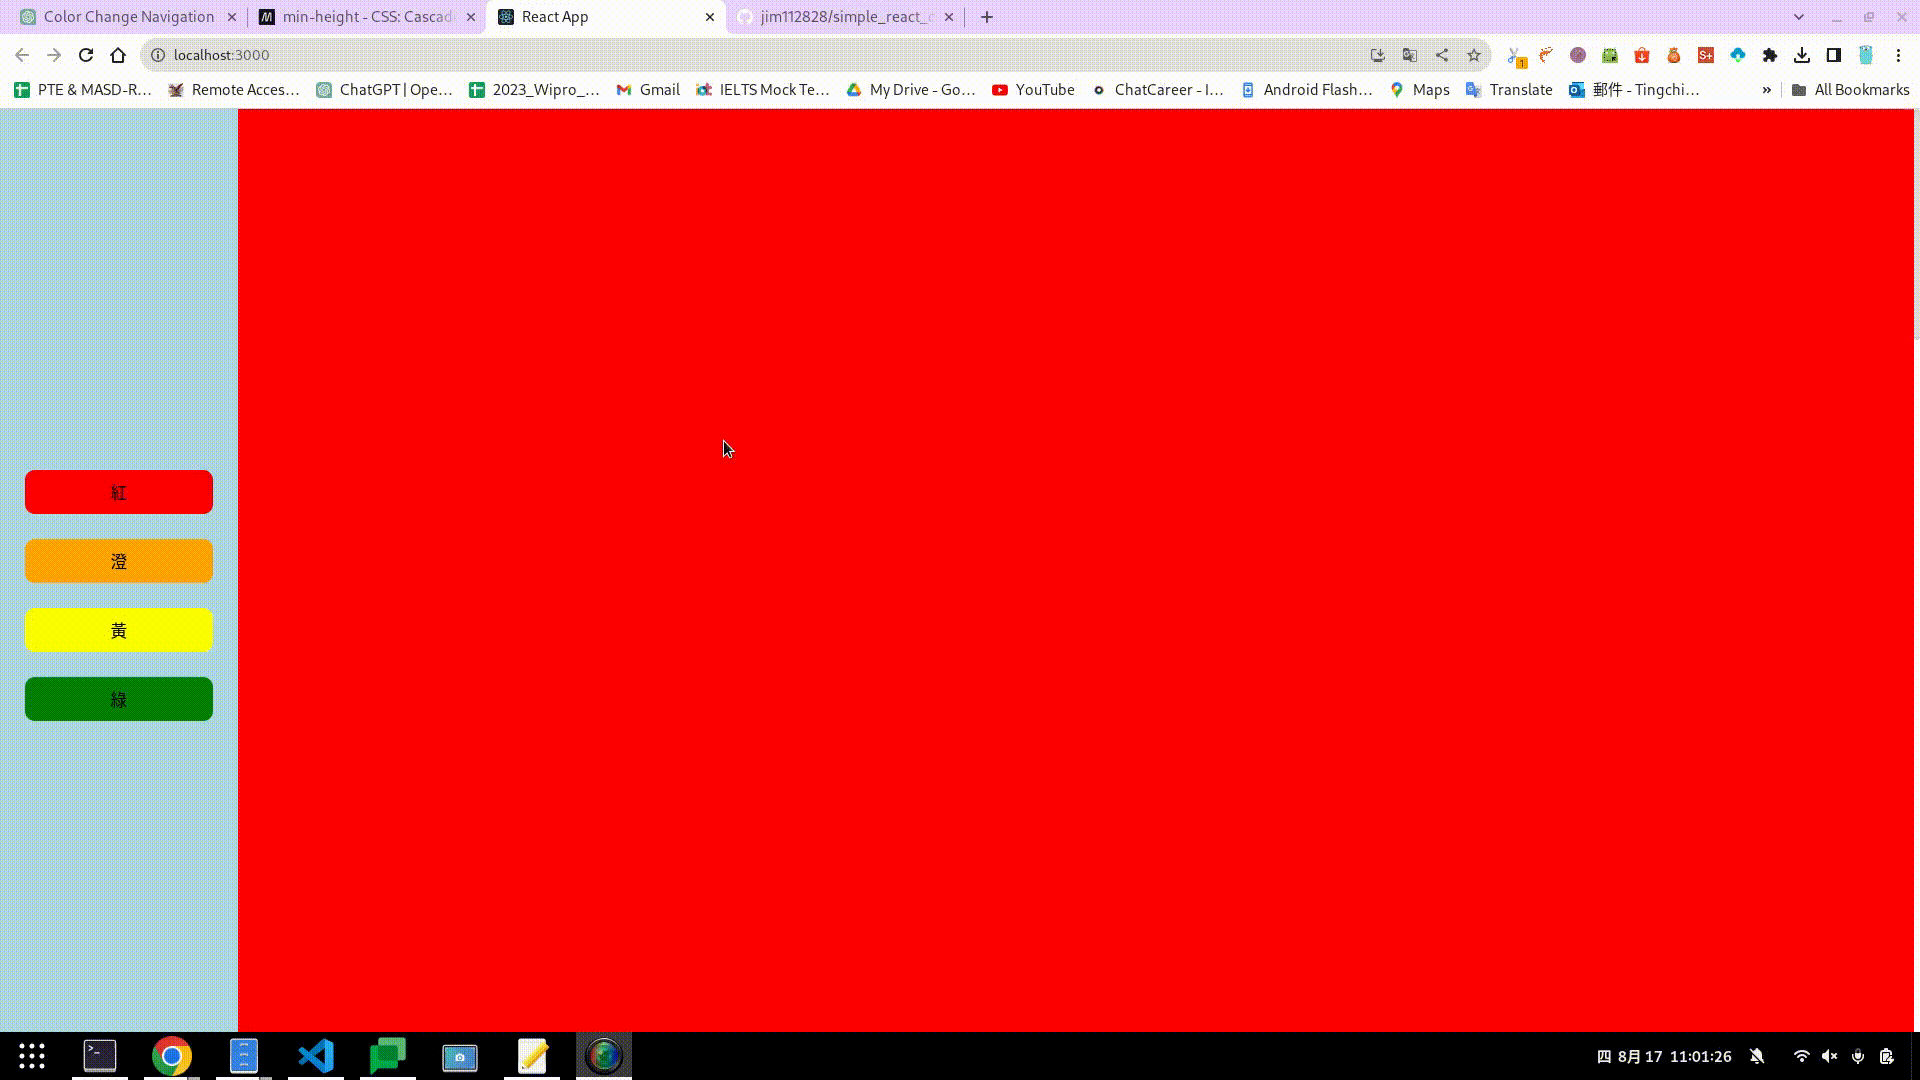 Color Change Navigation
min-height - CSS: Cascad
React App
jim112828/simple_react_c
localhost:3000
PTE & MASD-R...
Remote Acces...
ChatGPT | Ope...
2023_Wipro_...
Gmail
IELTS Mock Te...
My Drive - Go...
YouTube
ChatCareer - I...
Android Flash...
Maps
Translate
郵件 - Tingchi...
»
All Bookmarks
紅
澄
黃
綠
四 8月 17 11:01:26